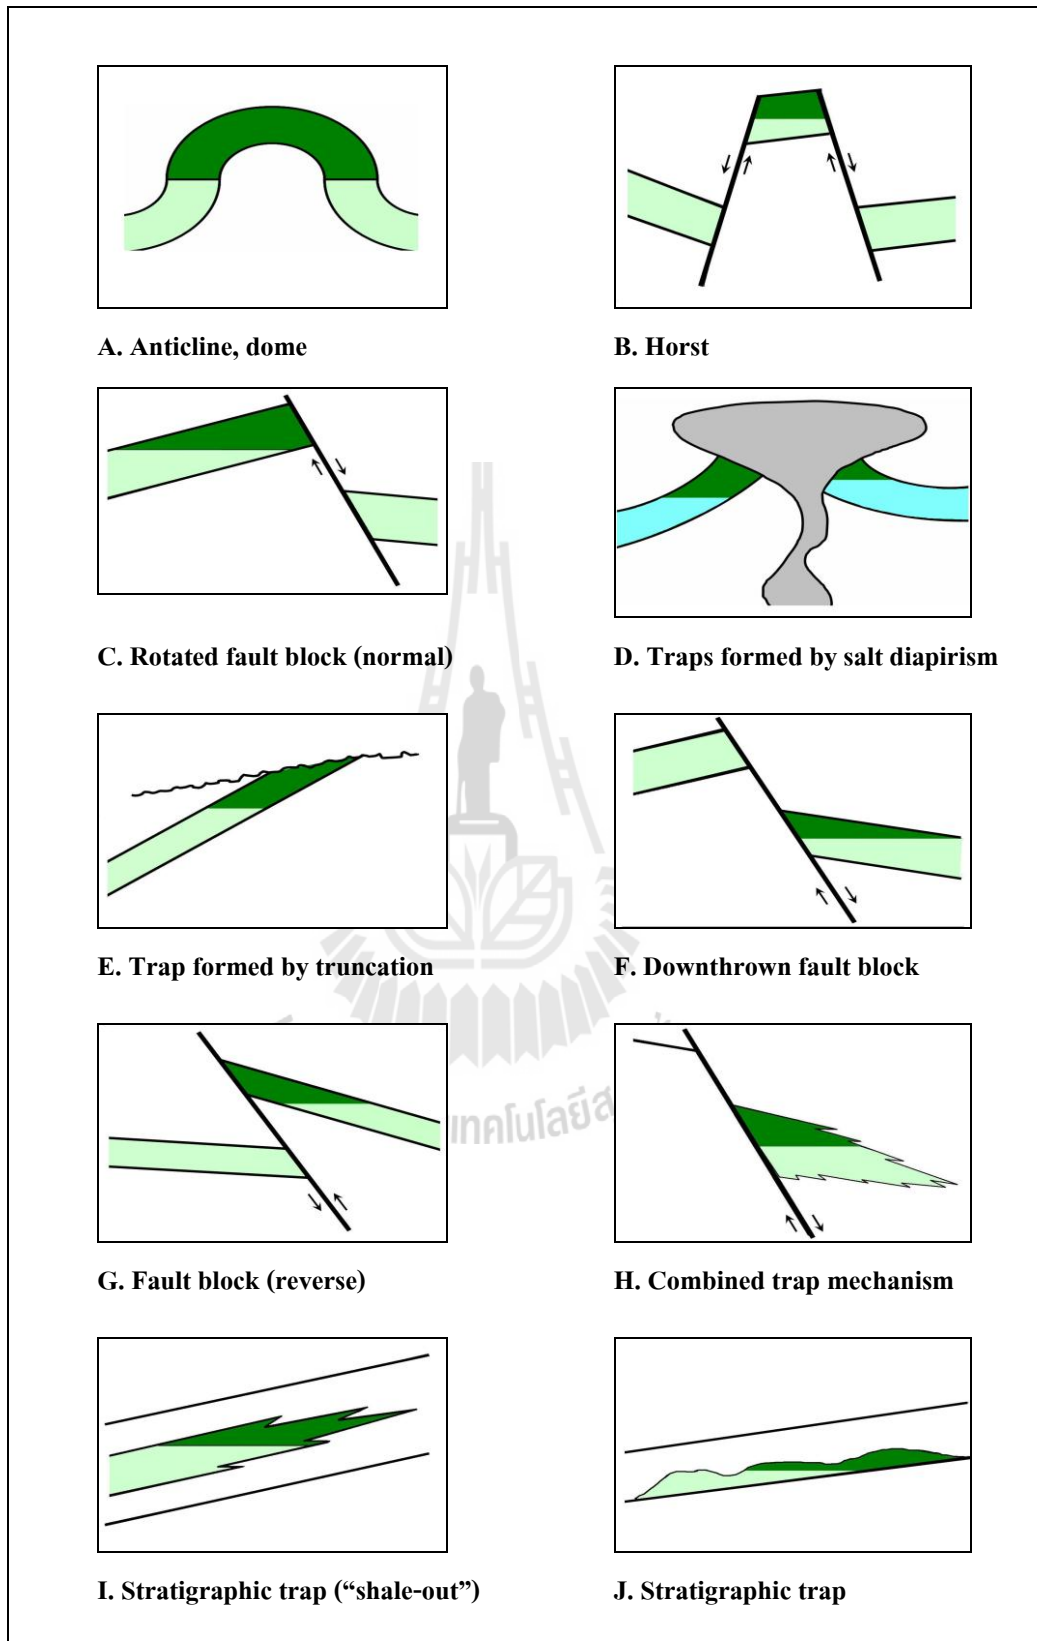 A. Anticline, dome
B. Horst
C. Rotated fault block (normal)
D. Traps formed by salt diapirism
E. Trap formed by truncation
F. Downthrown fault block
G. Fault block (reverse)
H. Combined trap mechanism
I. Stratigraphic trap (“shale-out”)
J. Stratigraphic trap